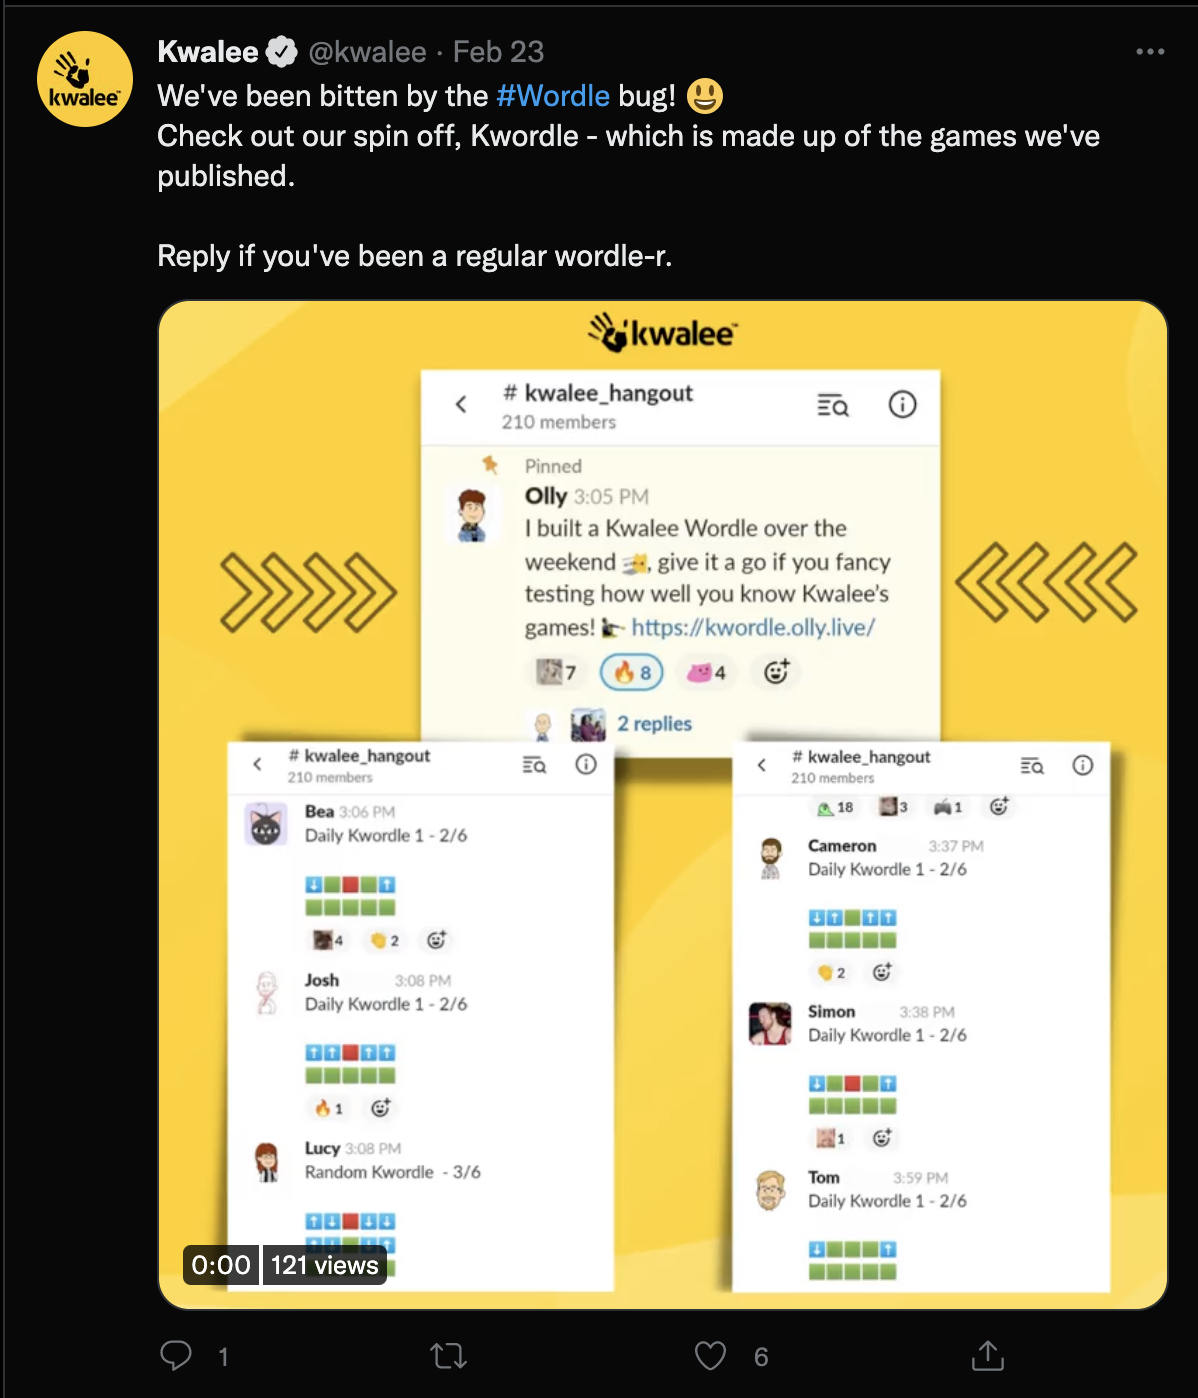 Kwalee @kwalee · Feb 23
We've been bitten by the #Wordle bug! 😃
Check out our spin off, Kwordle - which is made up of the games we've
published.
Reply if you've been a regular wordle-r.
kwalee™
kwalee™
# kwalee_hangout
210 members
Pinned
Olly 3:05 PM
I built a Kwalee Wordle over the
weekend, give it a go if you fancy
testing how well you know Kwalee's
games! https://kwordle.olly.live/
7 🔥 8 4
2 replies
# kwalee_hangout
210 members
Bea 3:06 PM
Daily Kwordle 1 - 2/6
⬇️🟩🟥🟩⬆️
🟩🟩🟩🟩🟩
4 👏 2
Josh 3:08 PM
Daily Kwordle 1 - 2/6
⬆️⬆️🟥⬆️⬆️
🟩🟩🟩🟩🟩
🔥 1
Lucy 3:08 PM
Random Kwordle - 3/6
⬆️⬇️🟥⬇️⬇️
# kwalee_hangout
210 members
18 3 🎮 1
Cameron 3:37 PM
Daily Kwordle 1 - 2/6
⬇️⬆️🟩⬆️⬆️
🟩🟩🟩🟩🟩
👏 2
Simon 3:38 PM
Daily Kwordle 1 - 2/6
⬇️🟩🟥🟩⬆️
🟩🟩🟩🟩🟩
1
Tom 3:59 PM
Daily Kwordle 1 - 2/6
⬇️🟩🟩🟩⬆️
🟩🟩🟩🟩🟩
0:00 121 views
1 6